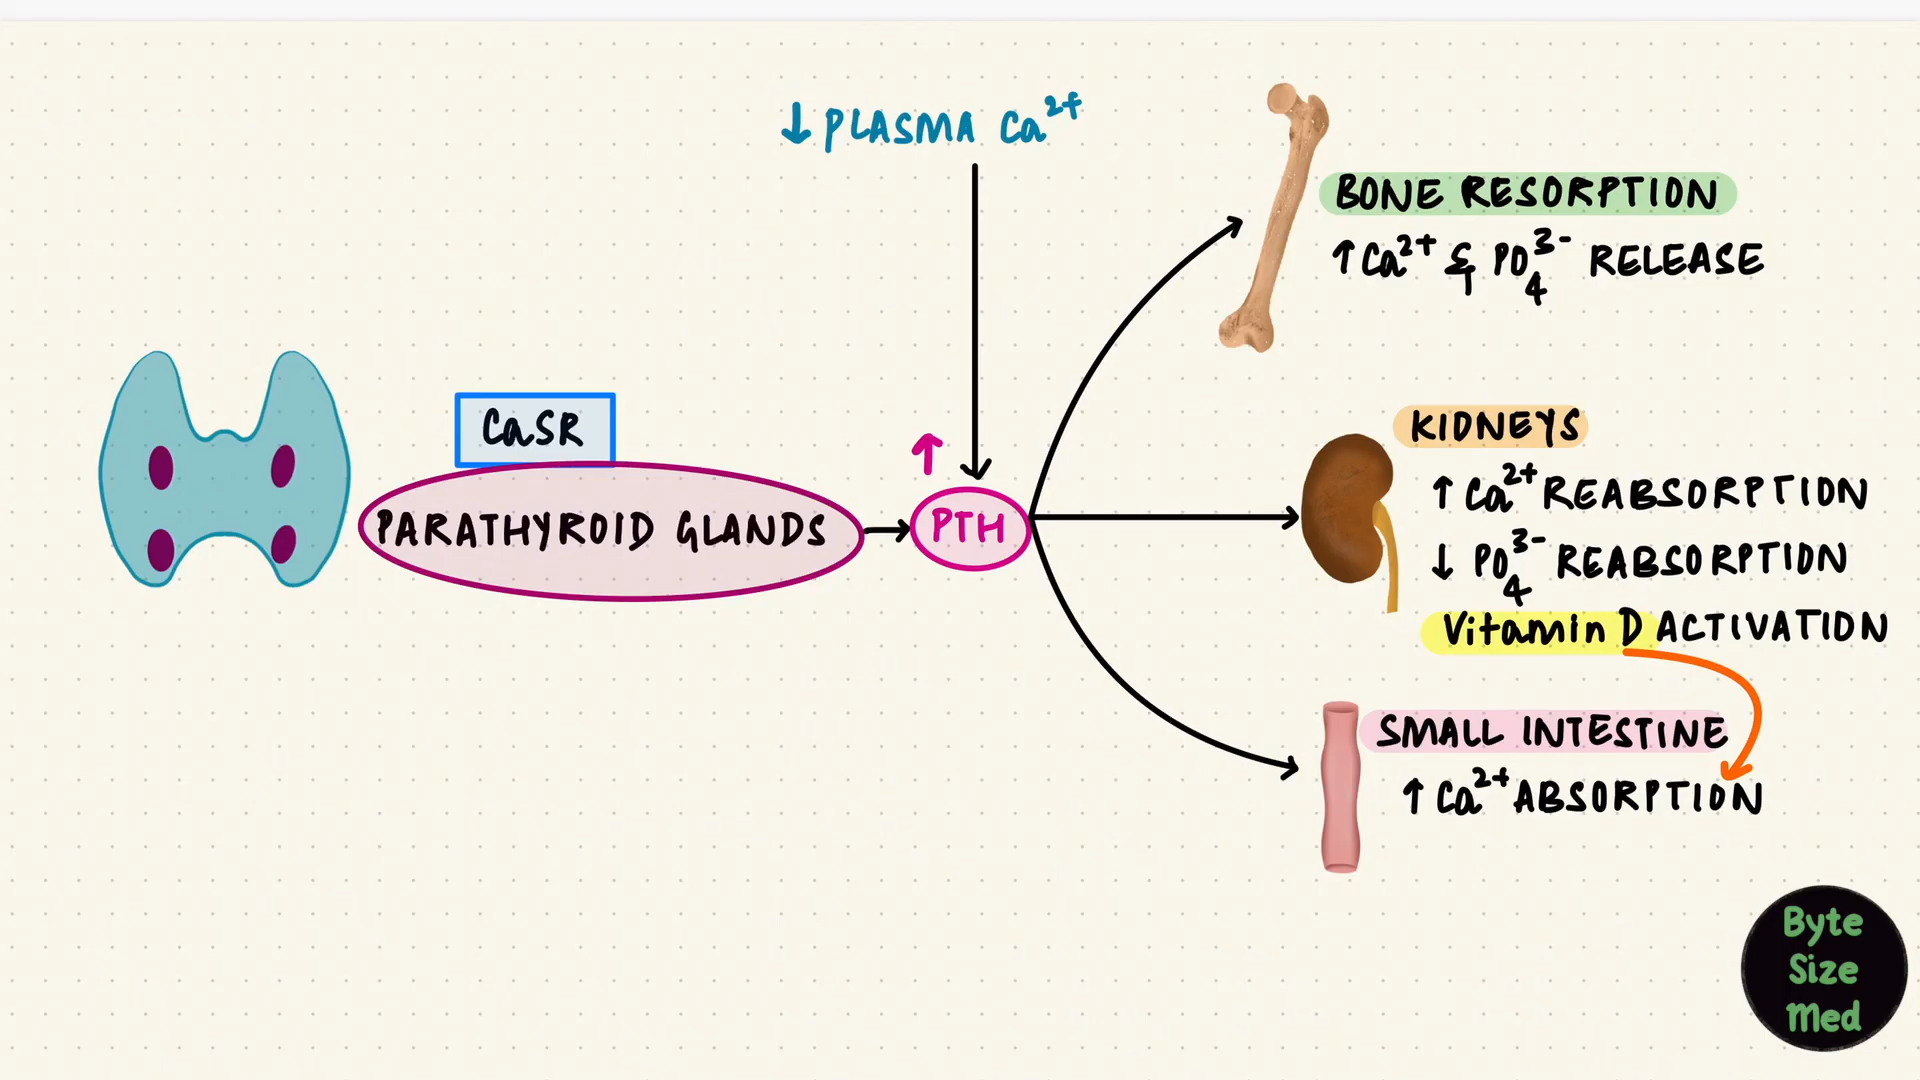 ↓ PLASMA Ca²⁺
BONE RESORPTION
↑ Ca²⁺ & PO₄³⁻ RELEASE
CaSR
PARATHYROID GLANDS
↑
PTH
KIDNEYS
↑ Ca²⁺ REABSORPTION
↓ PO₄³⁻ REABSORPTION
Vitamin D ACTIVATION
SMALL INTESTINE
↑ Ca²⁺ ABSORPTION
Byte
Size
Med